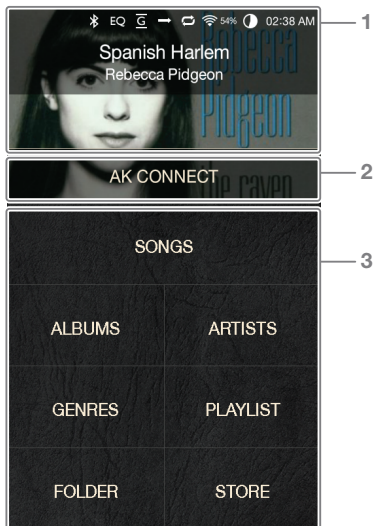 EQ G 54% 02:38 AM
1
Spanish Harlem
Rebecca Pidgeon
Rebecca
Pidgeon
AK CONNECT
2
the raven
SONGS
3
ALBUMS ARTISTS
GENRES PLAYLIST
FOLDER STORE